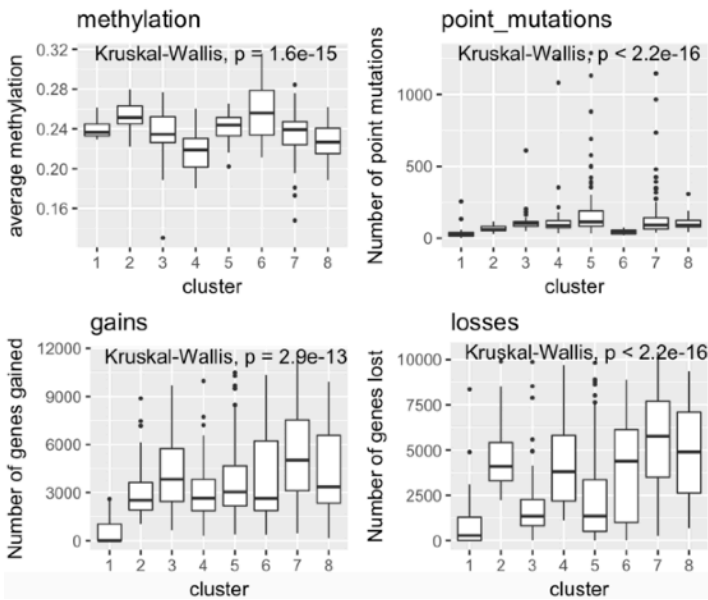 methylation
Kruskal-Wallis, p = 1.6e-15
average methylation
0.32
0.28
0.24
0.20
0.16
1 2 3 4 5 6 7 8
cluster
point_mutations
Kruskal-Wallis, p < 2.2e-16
Number of point mutations
1000
500
0
1 2 3 4 5 6 7 8
cluster
gains
Kruskal-Wallis, p = 2.9e-13
Number of genes gained
12000
9000
6000
3000
0
1 2 3 4 5 6 7 8
cluster
losses
Kruskal-Wallis, p < 2.2e-16
Number of genes lost
10000
7500
5000
2500
0
1 2 3 4 5 6 7 8
cluster